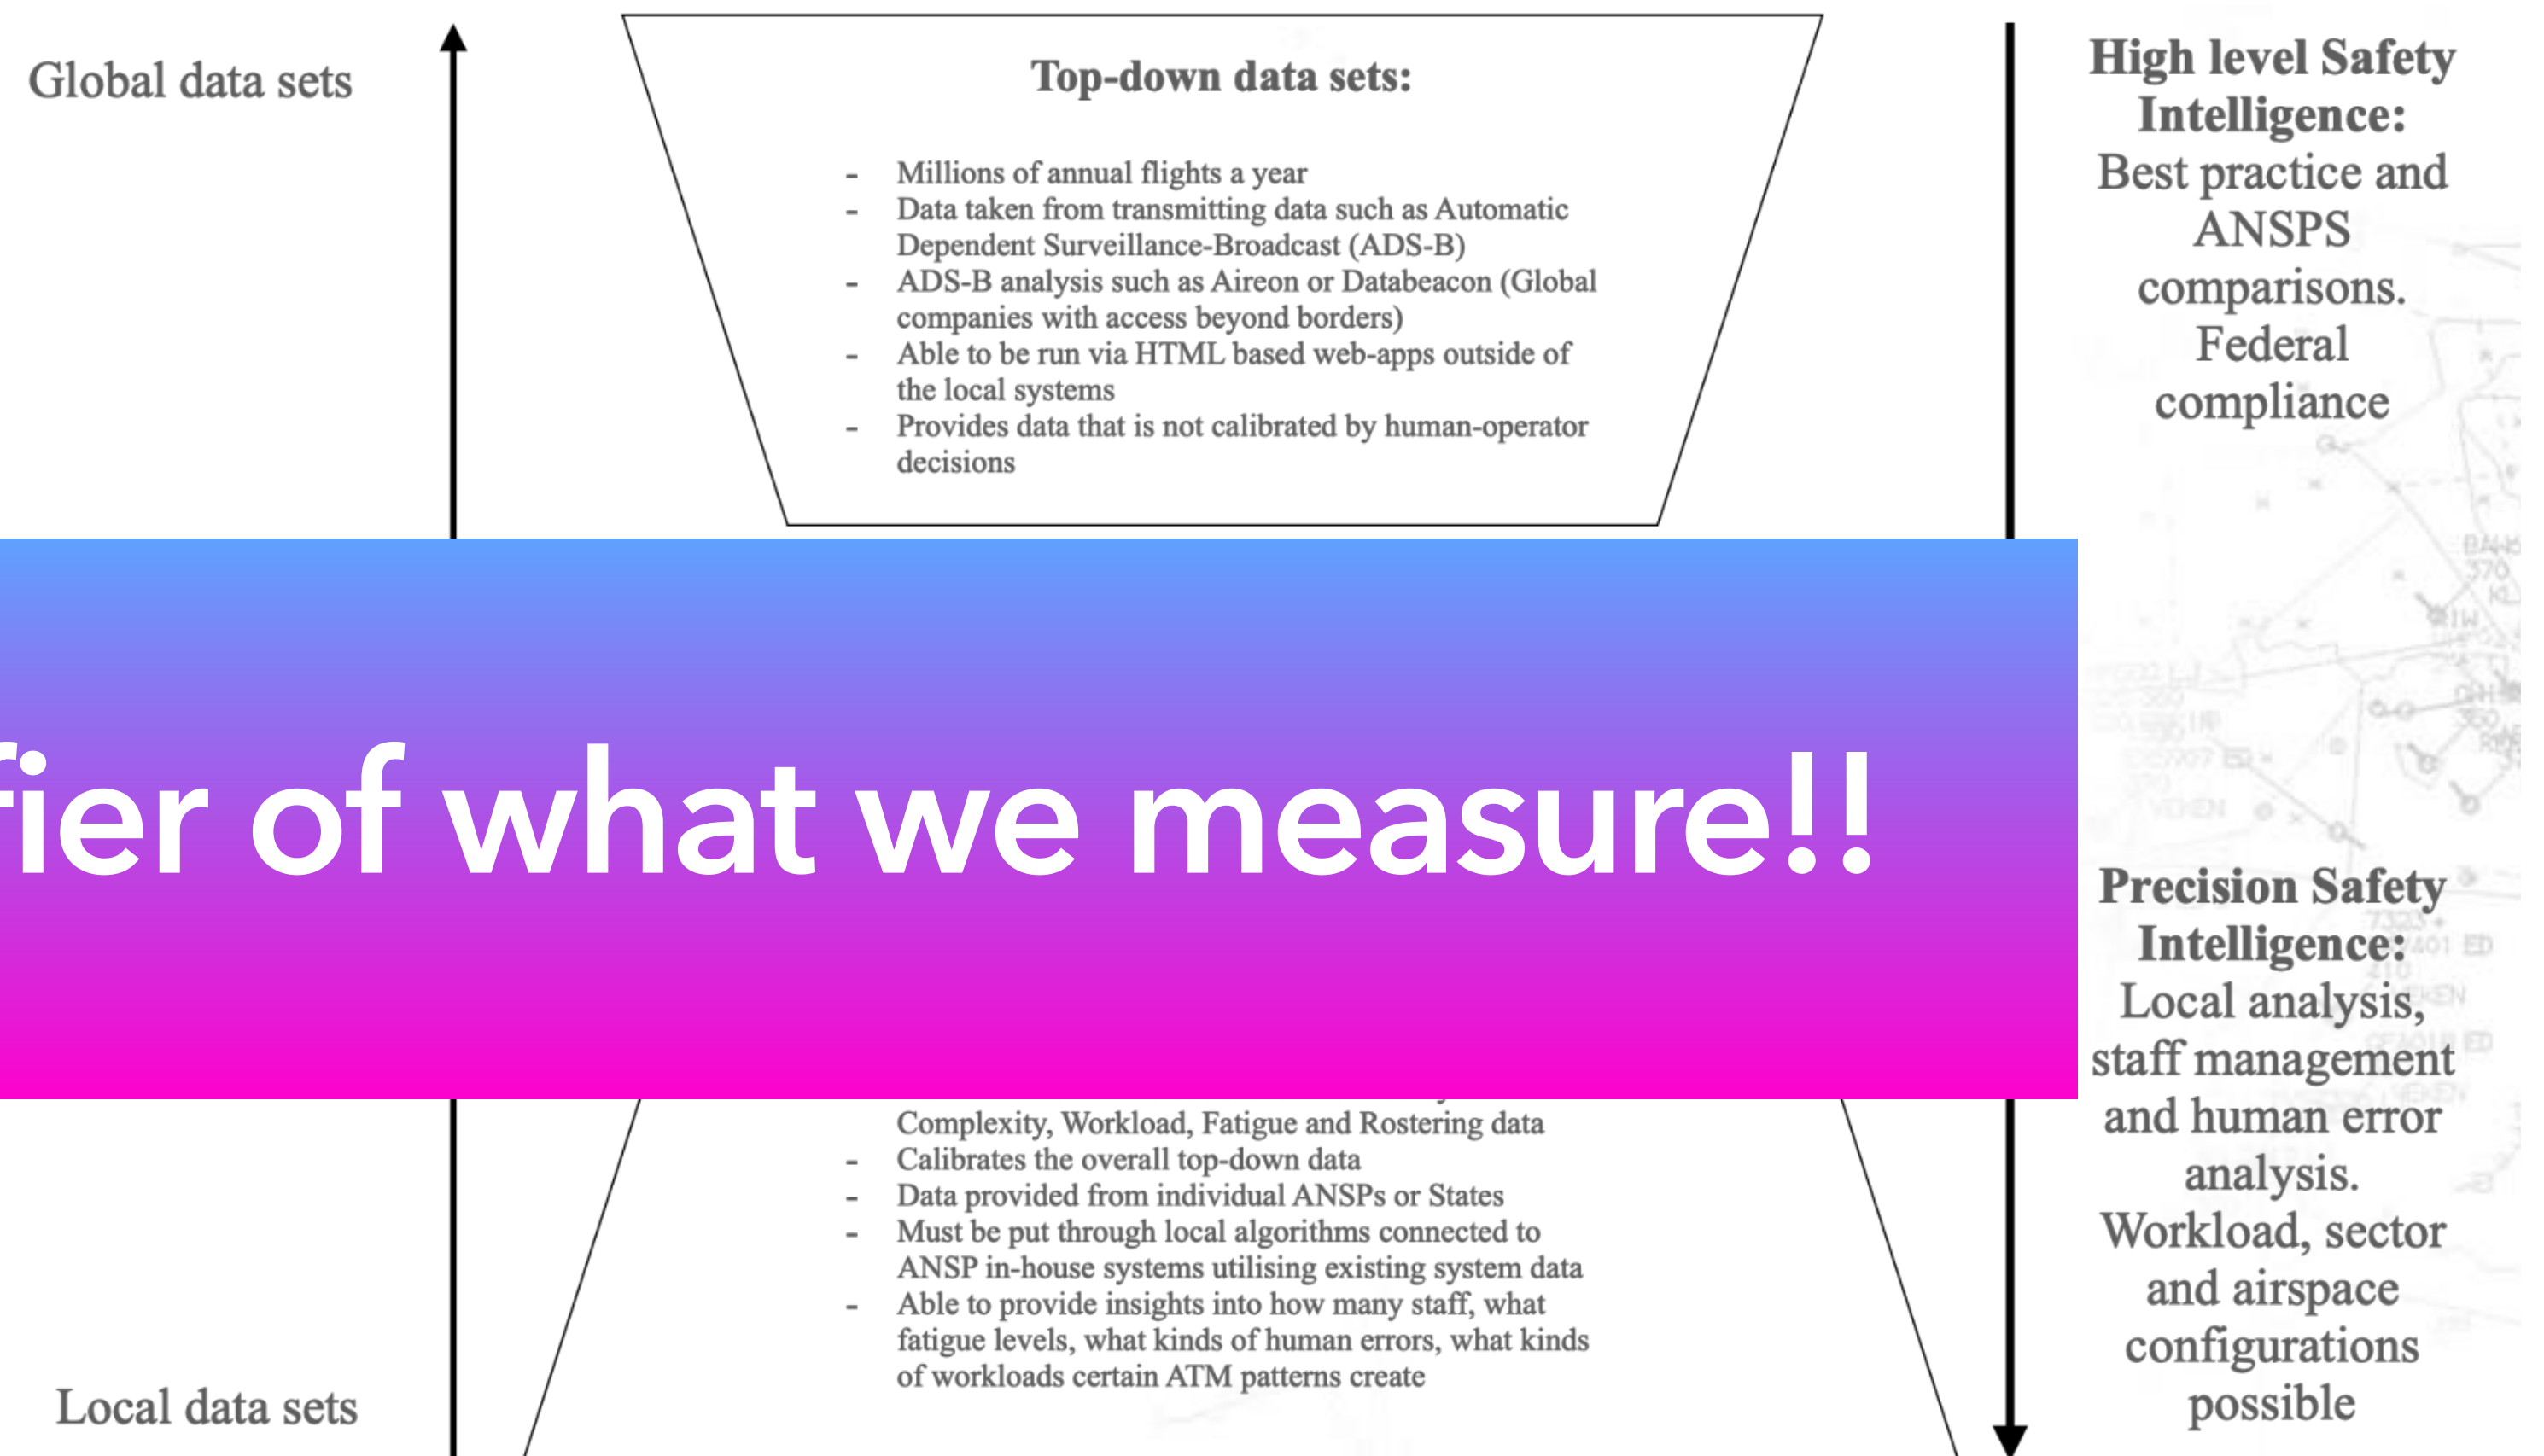 Global data sets
Top-down data sets:
- Millions of annual flights a year
- Data taken from transmitting data such as Automatic
Dependent Surveillance-Broadcast (ADS-B)
- ADS-B analysis such as Aireon or Databeacon (Global
companies with access beyond borders)
- Able to be run via HTML based web-apps outside of
the local systems
- Provides data that is not calibrated by human-operator
decisions
High level Safety
Intelligence:
Best practice and
ANSPS
comparisons.
Federal
compliance
fier of what we measure!!
Complexity, Workload, Fatigue and Rostering data
- Calibrates the overall top-down data
- Data provided from individual ANSPs or States
- Must be put through local algorithms connected to
ANSP in-house systems utilising existing system data
- Able to provide insights into how many staff, what
fatigue levels, what kinds of human errors, what kinds
of workloads certain ATM patterns create
Local data sets
Precision Safety
Intelligence:
Local analysis,
staff management
and human error
analysis.
Workload, sector
and airspace
configurations
possible
370
360
7323+
410